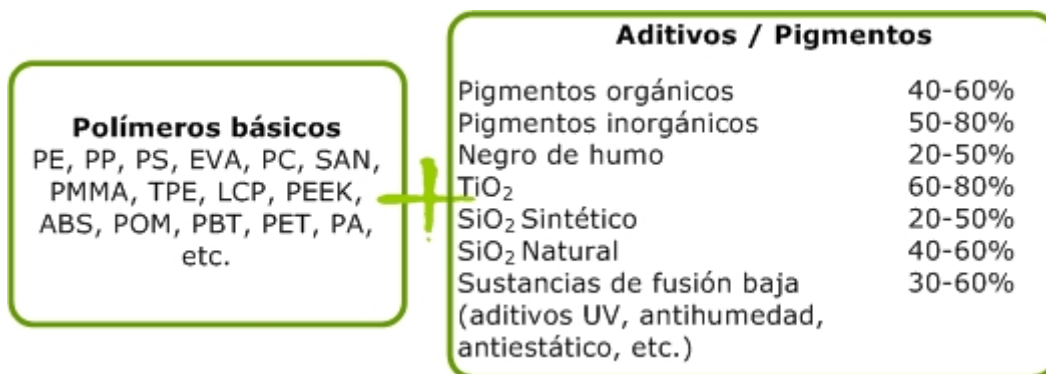 Polímeros básicos
PE, PP, PS, EVA, PC, SAN,
PMMA, TPE, LCP, PEEK,
ABS, POM, PBT, PET, PA,
etc.
Aditivos / Pigmentos
Pigmentos orgánicos 40-60%
Pigmentos inorgánicos 50-80%
Negro de humo 20-50%
TiO₂ 60-80%
SiO₂ Sintético 20-50%
SiO₂ Natural 40-60%
Sustancias de fusión baja 30-60%
(aditivos UV, antihumedad,
antiestático, etc.)